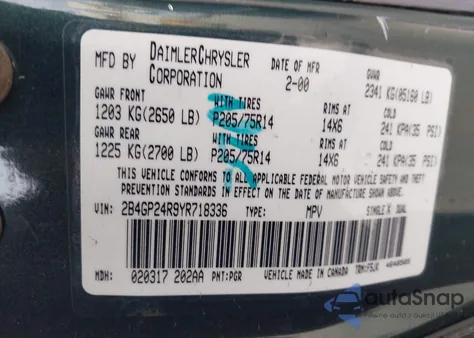 MFD BY DAIMLERCHRYSLER CORPORATION DATE OF MFR 2-00 GVWR 2341 KG(05160 LB)
GAWR FRONT WITH TIRES RIMS AT COLD
1203 KG(2650 LB) P205/75R14 14X6 241 KPA(35 PSI)
GAWR REAR WITH TIRES RIMS AT COLD
1225 KG(2700 LB) P205/75R14 14X6 241 KPA(35 PSI)
THIS VEHICLE CONFORMS TO ALL APPLICABLE FEDERAL MOTOR VEHICLE SAFETY AND THEFT
PREVENTION STANDARDS IN EFFECT ON THE DATE OF MANUFACTURE SHOWN ABOVE.
VIN: 2B4GP24R9YR718336 TYPE: MPV SINGLE X DUAL
MDH: 020317 202AA PNT: PGR VEHICLE MADE IN CANADA TRM:
autoSnap